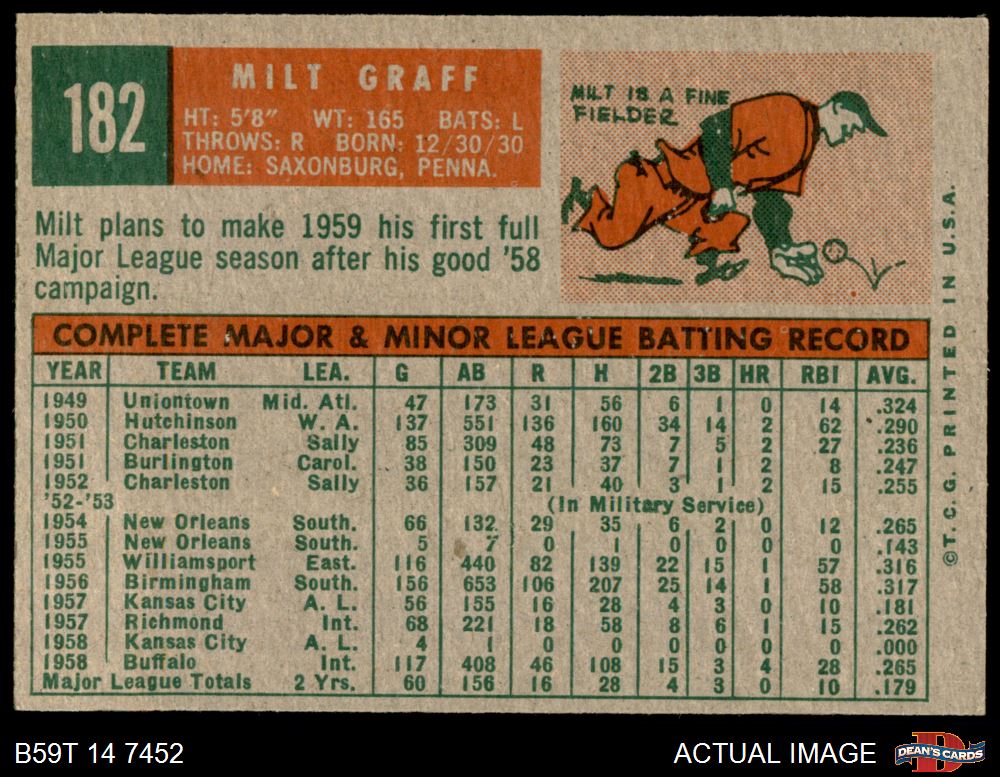 182
MILT GRAFF
HT: 5'8" WT: 165 BATS: L
THROWS: R BORN: 12/30/30
HOME: SAXONBURG, PENNA.
MILT IS A FINE
FIELDER
Milt plans to make 1959 his first full
Major League season after his good '58
campaign.
COMPLETE MAJOR & MINOR LEAGUE BATTING RECORD
YEAR TEAM LEA. G AB R H 2B 3B HR RBI AVG.
1949 Uniontown Mid. Atl. 47 173 31 56 6 1 0 14 .324
1950 Hutchinson W. A. 137 551 136 160 34 14 2 62 .290
1951 Charleston Sally 85 309 48 73 7 5 2 27 .236
1951 Burlington Carol. 38 150 23 37 7 1 2 8 .247
1952 Charleston Sally 36 157 21 40 3 1 2 15 .255
'52-'53 (In Military Service)
1954 New Orleans South. 66 132 29 35 6 2 0 12 .265
1955 New Orleans South. 5 7 0 1 0 0 0 0 .143
1955 Williamsport East. 116 440 82 139 22 15 1 57 .316
1956 Birmingham South. 156 653 106 207 25 14 1 58 .317
1957 Kansas City A. L. 56 155 16 28 4 3 0 10 .181
1957 Richmond Int. 68 221 18 58 8 6 1 15 .262
1958 Kansas City A. L. 4 1 0 0 0 0 0 0 .000
1958 Buffalo Int. 117 408 46 108 15 3 4 28 .265
Major League Totals 2 Yrs. 60 156 16 28 4 3 0 10 .179
©T.C.G. PRINTED IN U.S.A.
B59T 14 7452
ACTUAL IMAGE
DEAN'S CARDS